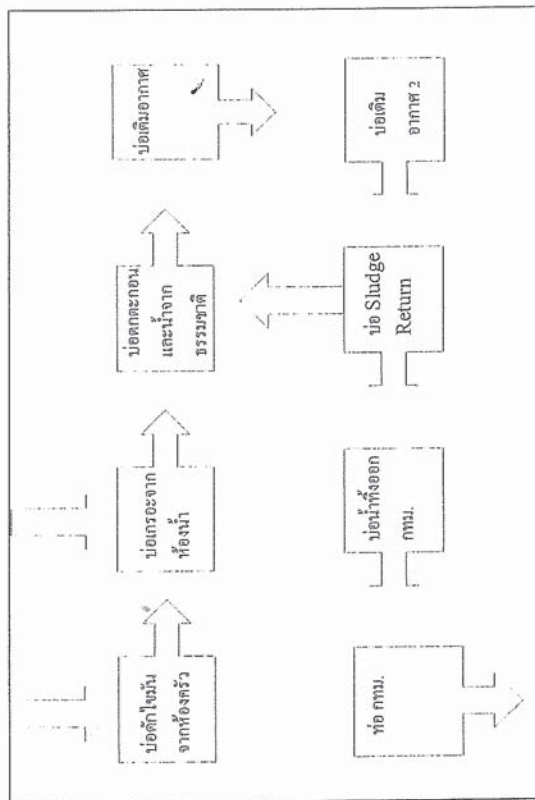 บ่อดักไขมัน
จากห้องครัว
บ่อเกรอะจาก
ห้องน้ำ
บ่อตกตะกอน
และน้ำจาก
ธรรมชาติ
บ่อเติมอากาศ
บ่อเติม
อากาศ 2
บ่อ Sludge
Return
บ่อน้ำทิ้งออก
กทม.
ท่อ กทม.